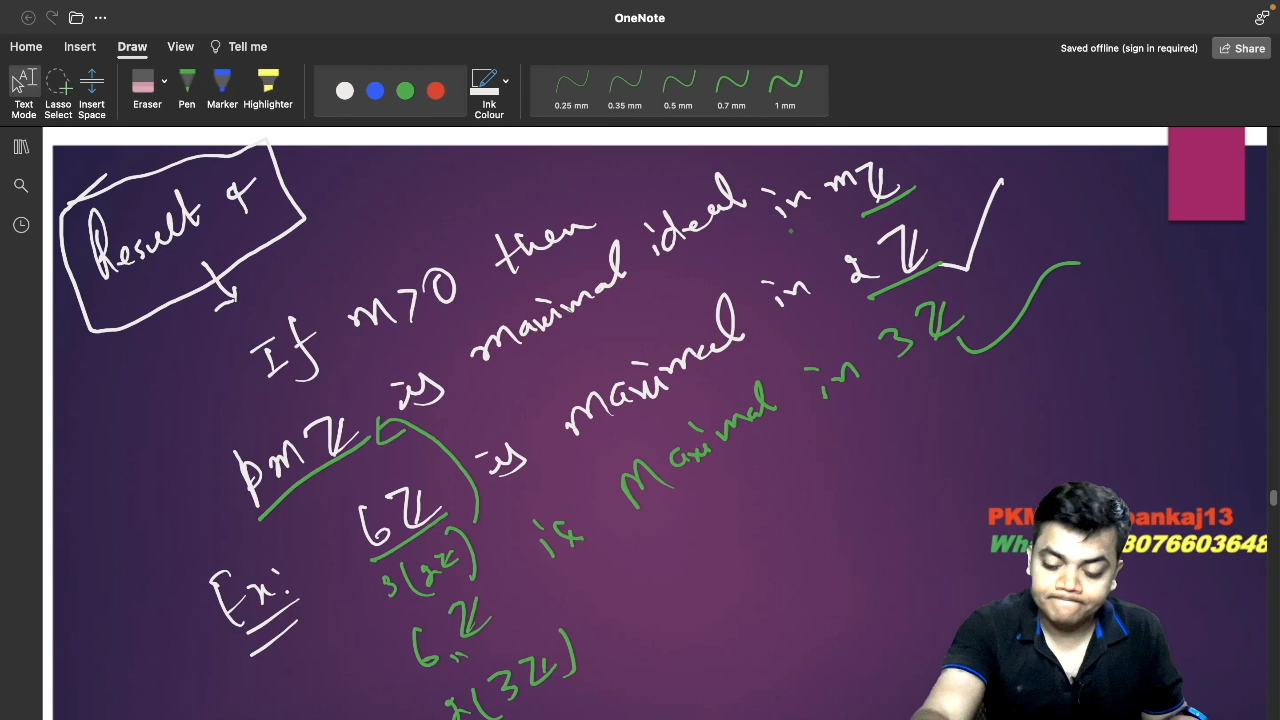 OneNote
Home Insert Draw View Tell me
Saved offline (sign in required) Share
Text Mode
Lasso Select
Insert Space
Eraser Pen Marker Highlighter
Ink Colour
0.25 mm 0.35 mm 0.5 mm 0.7 mm 1 mm
Result 4
If m>0 then
pmℤ is maximal ideal in mℤ
Ex: 6ℤ is maximal in 2ℤ
3(2ℤ)
6ℤ is Maximal in 3ℤ
2(3ℤ)
ankaj13
8076603648